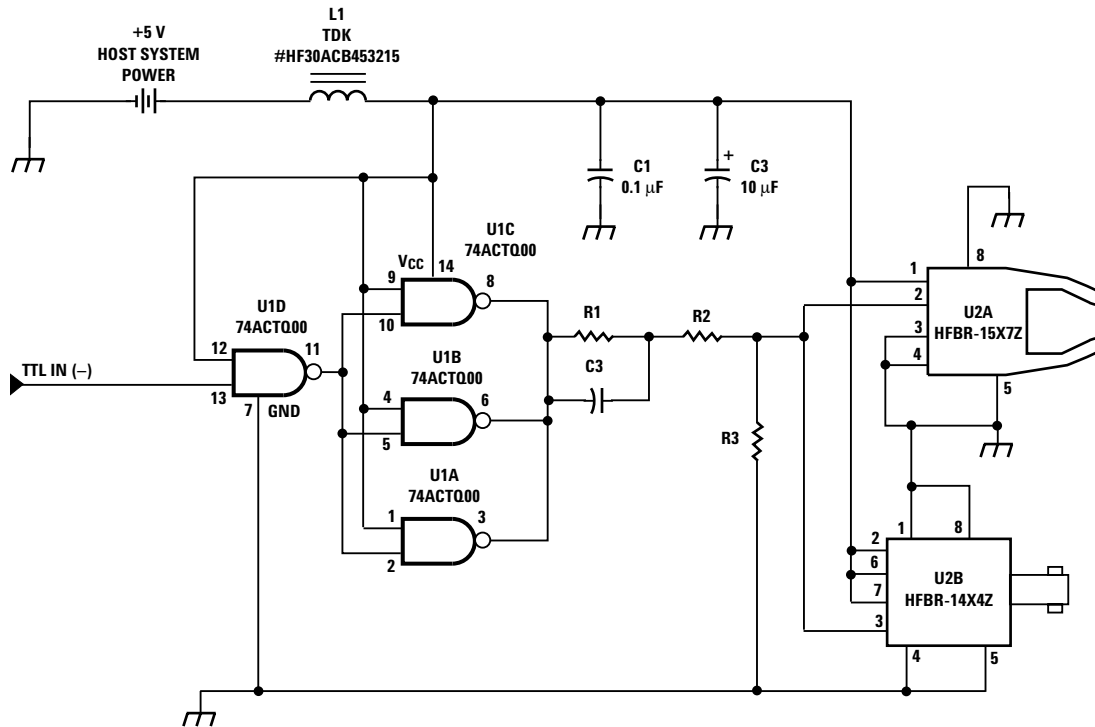 +5 V
HOST SYSTEM
POWER
L1
TDK
#HF30ACB453215
C1
0.1 µF
+
C3
10 µF
U1C
74ACTQ00
VCC
14
9
10
8
U1D
74ACTQ00
12
13
11
7
GND
TTL IN (–)
U1B
74ACTQ00
4
5
6
U1A
74ACTQ00
1
2
3
R1
C3
R2
R3
8
1
2
3
4
5
U2A
HFBR-15X7Z
1
8
2
6
7
3
4
5
U2B
HFBR-14X4Z